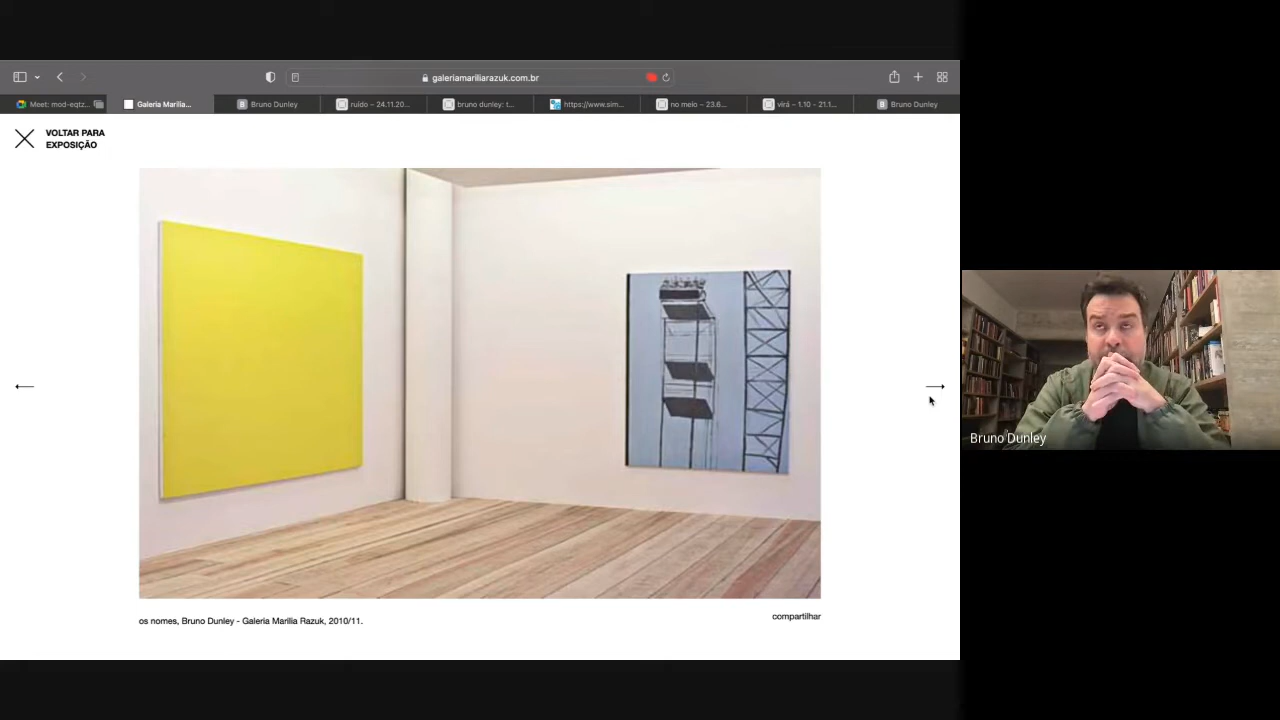 galeriamariliarazuk.com.br
Meet: mod-eqtz...
Galeria Marilia...
Bruno Dunley
ruído – 24.11.20...
bruno dunley: t...
https://www.sim...
no meio – 23.6...
virá – 1.10 - 21.1...
Bruno Dunley
VOLTAR PARA
EXPOSIÇÃO
os nomes, Bruno Dunley - Galeria Marilia Razuk, 2010/11.
compartilhar
Bruno Dunley